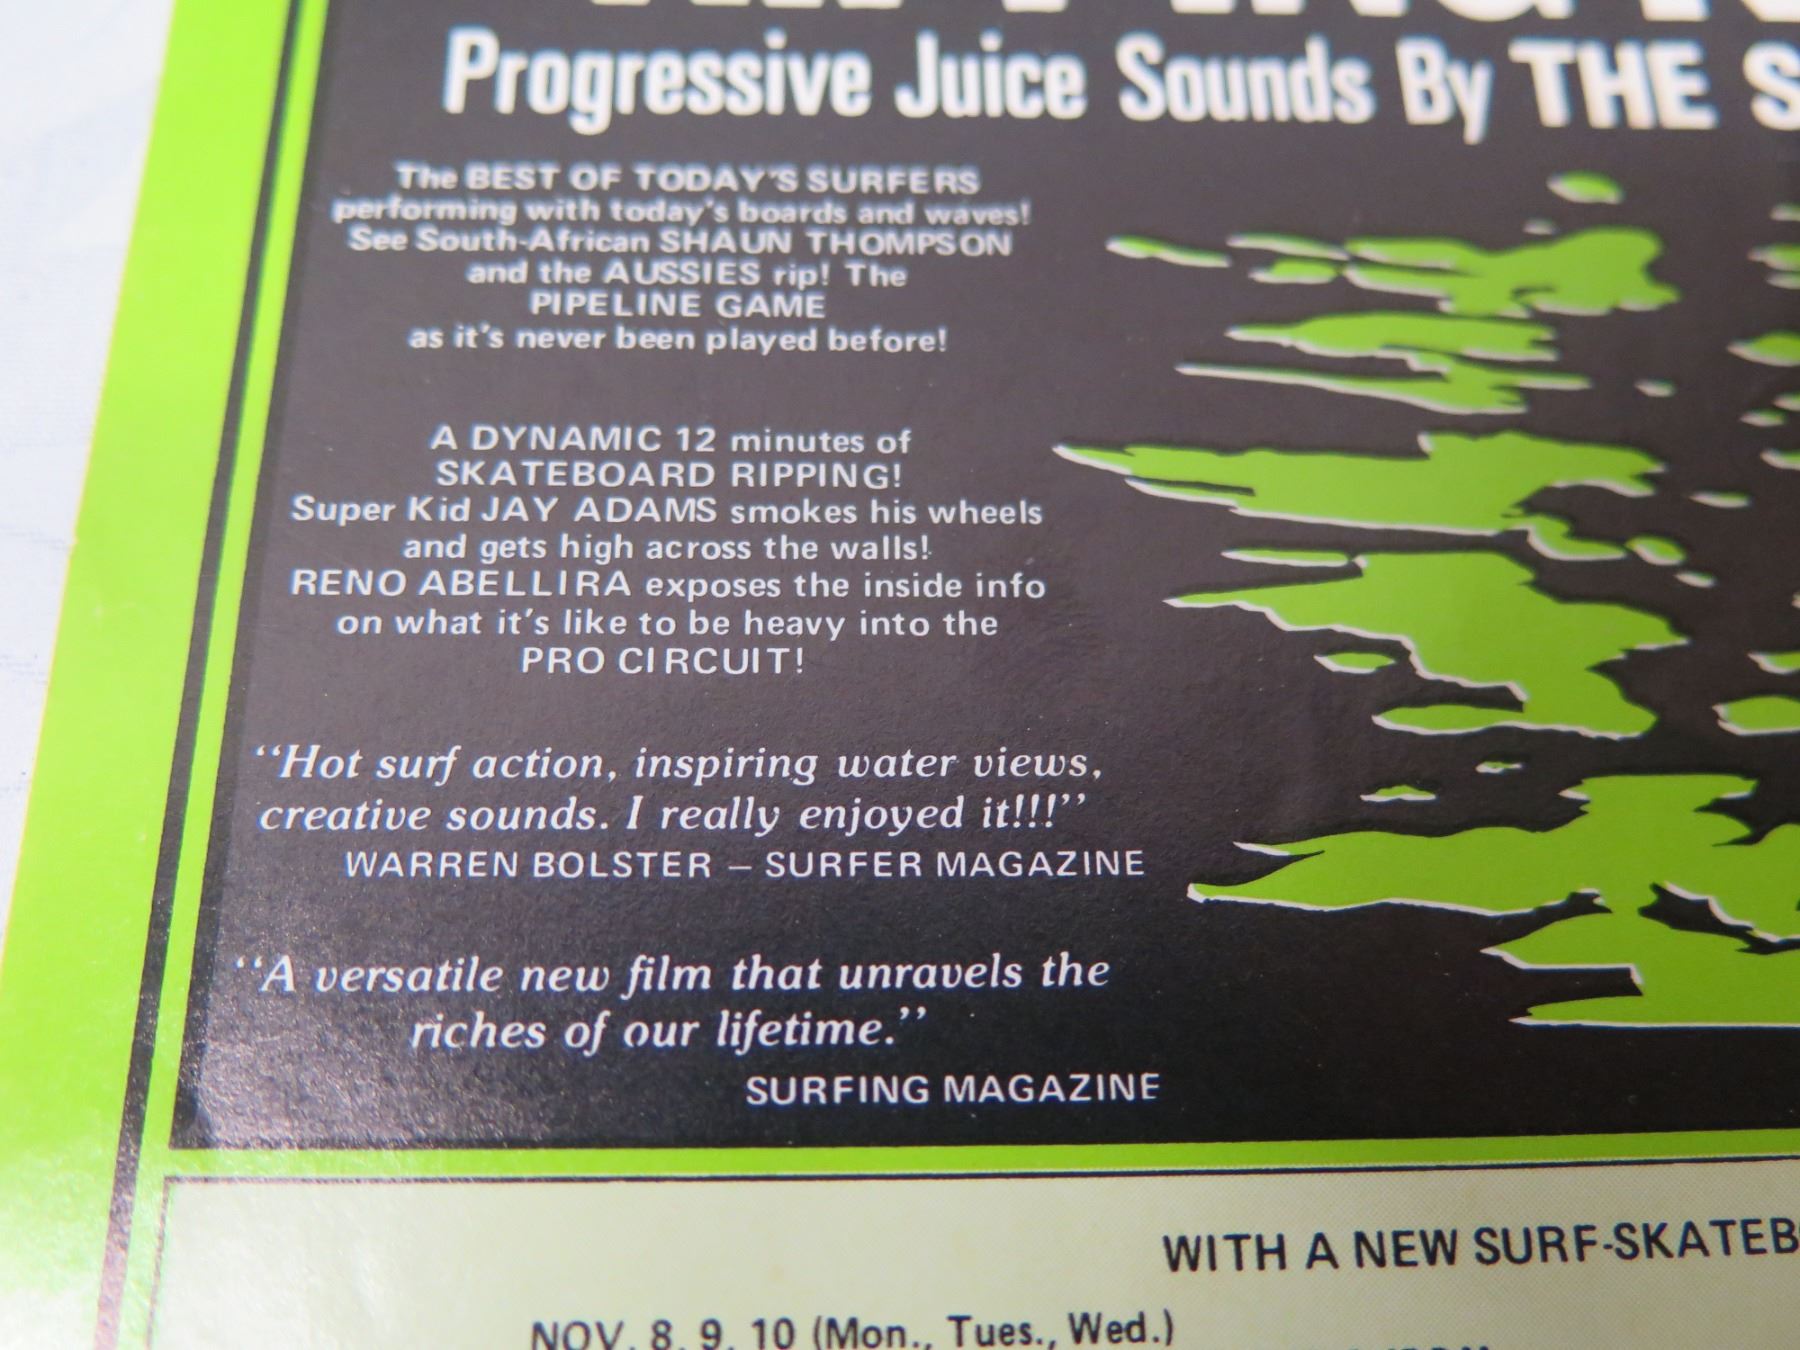 Progressive Juice Sounds By THE S
The BEST OF TODAY'S SURFERS
performing with today's boards and waves!
See South-African SHAUN THOMPSON
and the AUSSIES rip! The
PIPELINE GAME
as it's never been played before!
A DYNAMIC 12 minutes of
SKATEBOARD RIPPING!
Super Kid JAY ADAMS smokes his wheels
and gets high across the walls!
RENO ABELLIRA exposes the inside info
on what it's like to be heavy into the
PRO CIRCUIT!
“Hot surf action, inspiring water views,
creative sounds. I really enjoyed it!!!”
WARREN BOLSTER – SURFER MAGAZINE
“A versatile new film that unravels the
riches of our lifetime.”
SURFING MAGAZINE
WITH A NEW SURF-SKATEB
NOV. 8, 9, 10 (Mon., Tues., Wed.)